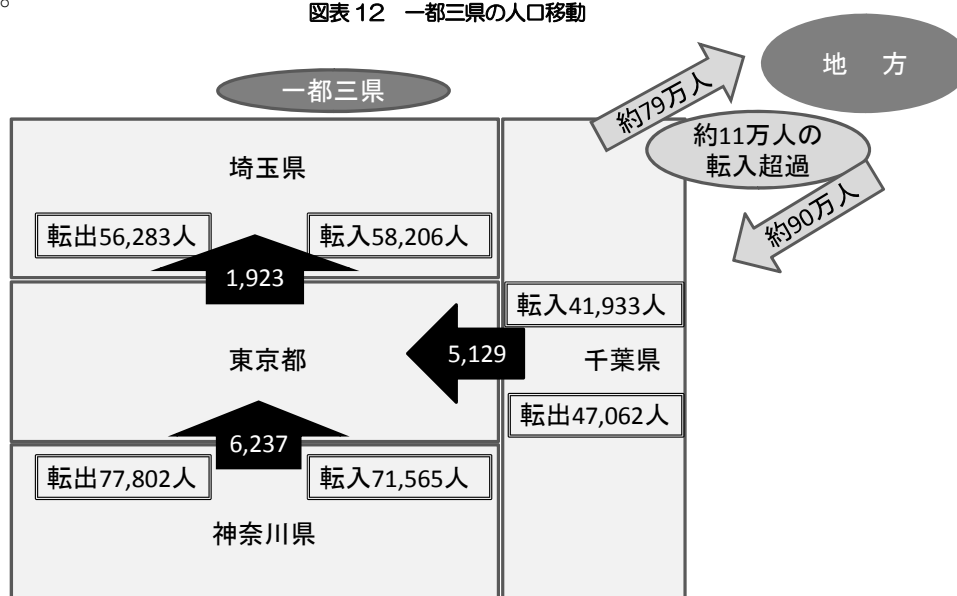 。
図表12 一都三県の人口移動
地 方
一都三県
約79万人
約11万人の
転入超過
約90万人
埼玉県
転出56,283人
転入58,206人
1,923
転入41,933人
東京都
5,129
千葉県
転出47,062人
6,237
転出77,802人
転入71,565人
神奈川県